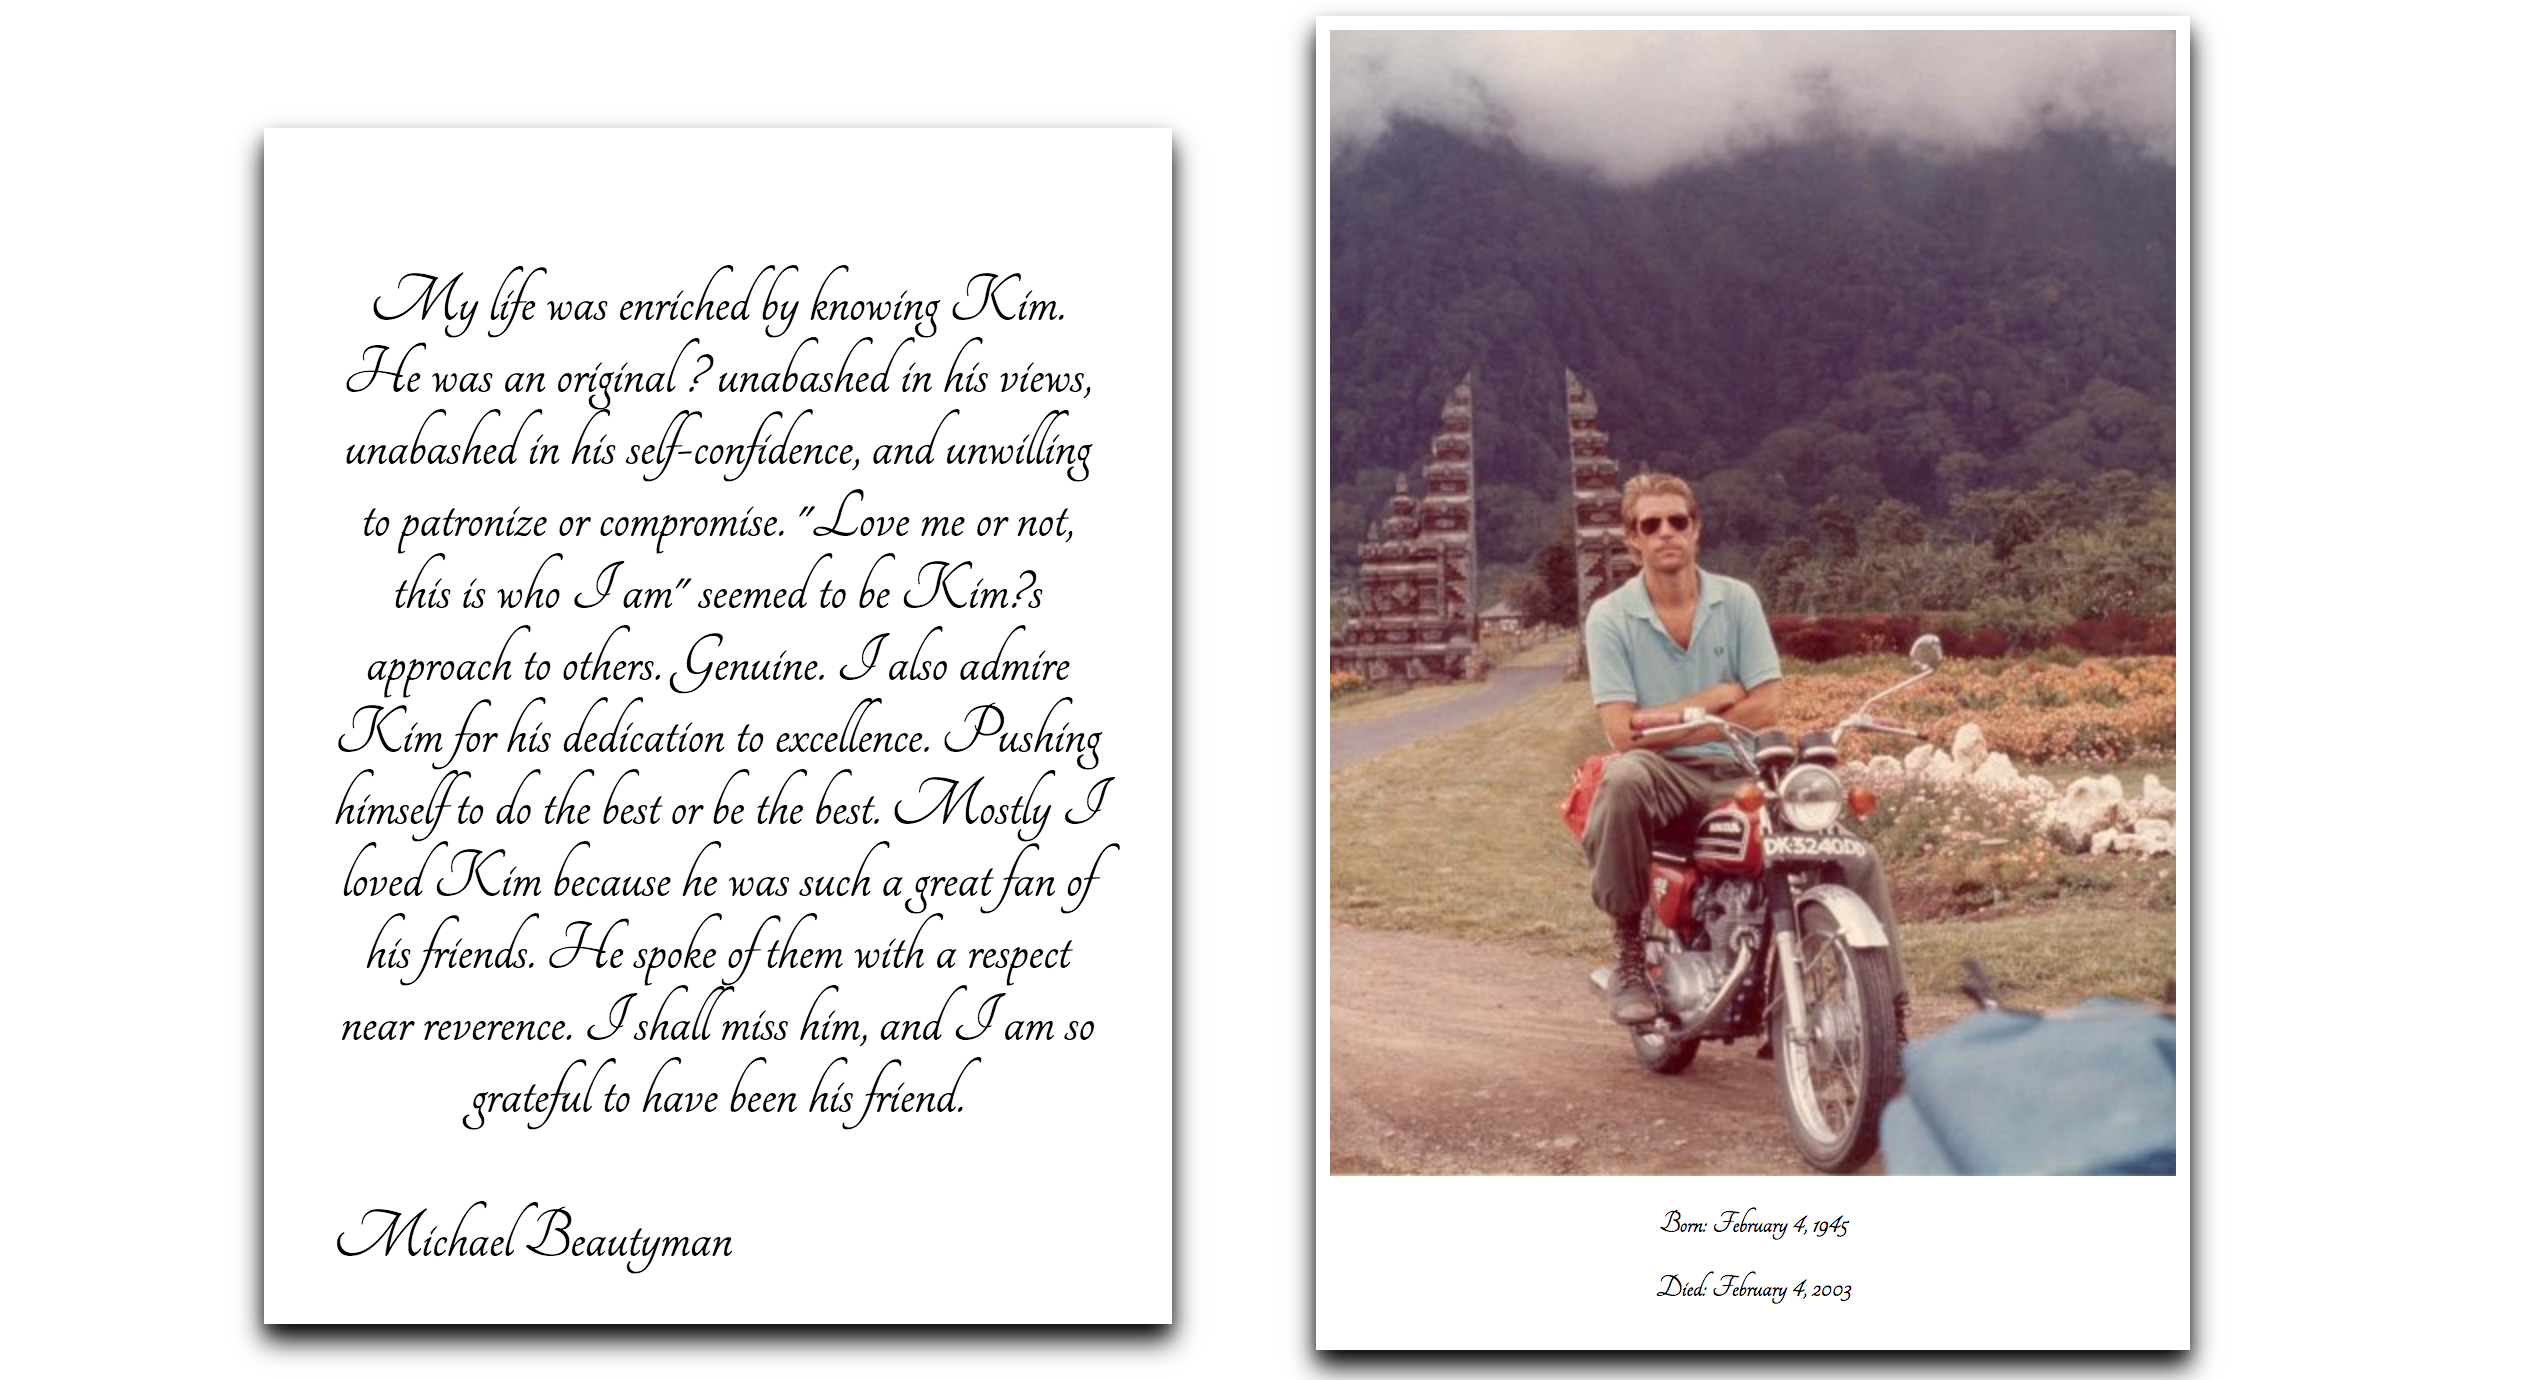 My life was enriched by knowing Kim.
He was an original ? unabashed in his views,
unabashed in his self-confidence, and unwilling
to patronize or compromise. "Love me or not,
this is who I am" seemed to be Kim?s
approach to others. Genuine. I also admire
Kim for his dedication to excellence. Pushing
himself to do the best or be the best. Mostly I
loved Kim because he was such a great fan of
his friends. He spoke of them with a respect
near reverence. I shall miss him, and I am so
grateful to have been his friend.
Michael Beautyman
HONDA
DK3240DD
Born: February 4, 1945
Died: February 4, 2003